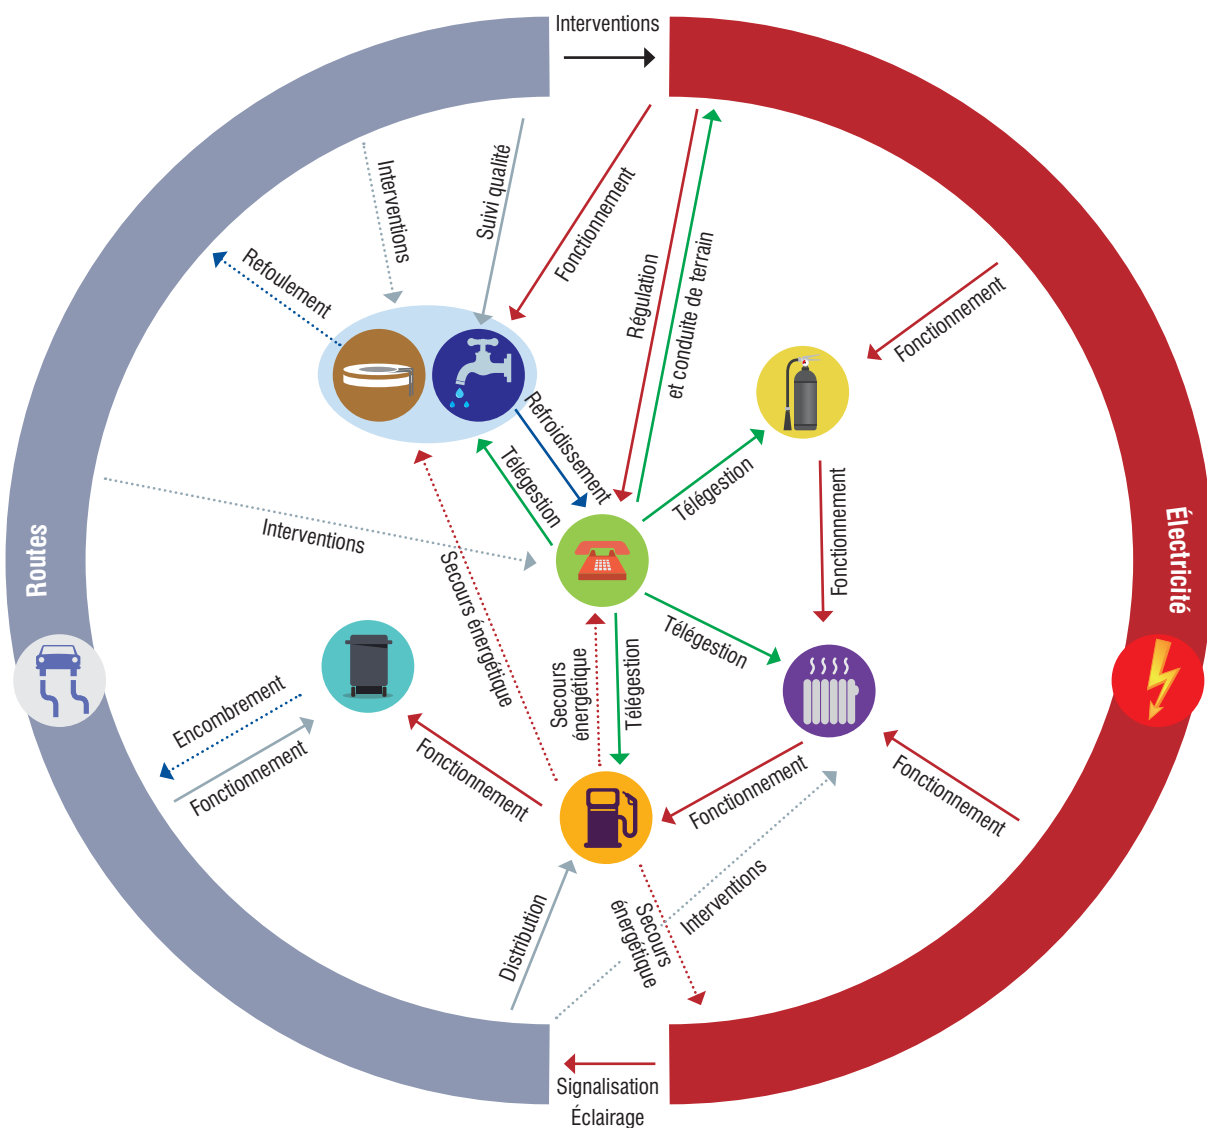 Interventions
Interventions
Suivi qualité
Fonctionnement
Refoulement
Régulation
et conduite de terrain
Fonctionnement
Refroidissement
Télégestion
Télégestion
Fonctionnement
Interventions
Routes
Électricité
Secours énergétique
Télégestion
Secours
énergétique
Télégestion
Encombrement
Fonctionnement
Fonctionnement
Fonctionnement
Fonctionnement
Distribution
Secours
énergétique
Interventions
Signalisation
Éclairage